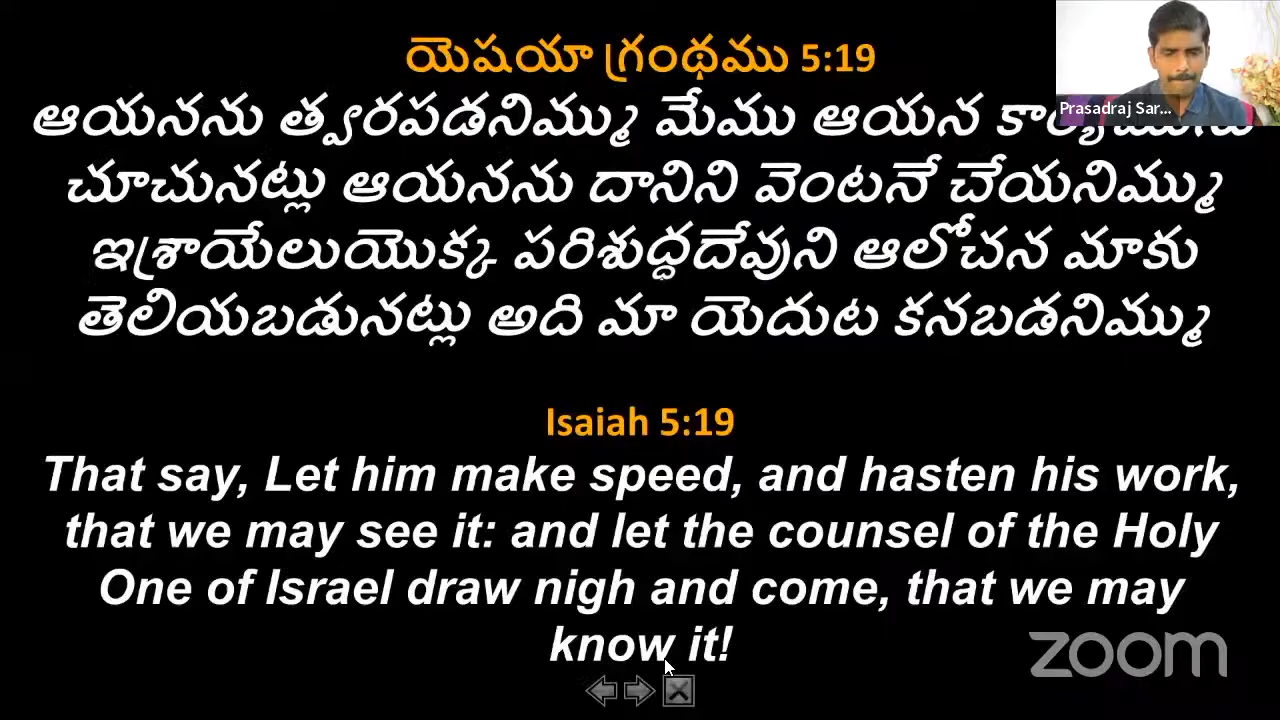 యెషయా గ్రంథము 5:19
ఆయనను త్వరపడనిమ్ము మేము ఆయన
చూచునట్లు ఆయనను దానిని వెంటనే చేయనిమ్ము
ఇశ్రాయేలుయొక్క పరిశుద్ధదేవుని ఆలోచన మాకు
తెలియబడునట్లు అది మా యెదుట కనబడనిమ్ము
Prasadraj Sar...
Isaiah 5:19
That say, Let him make speed, and hasten his work,
that we may see it: and let the counsel of the Holy
One of Israel draw nigh and come, that we may
know it!
zoom